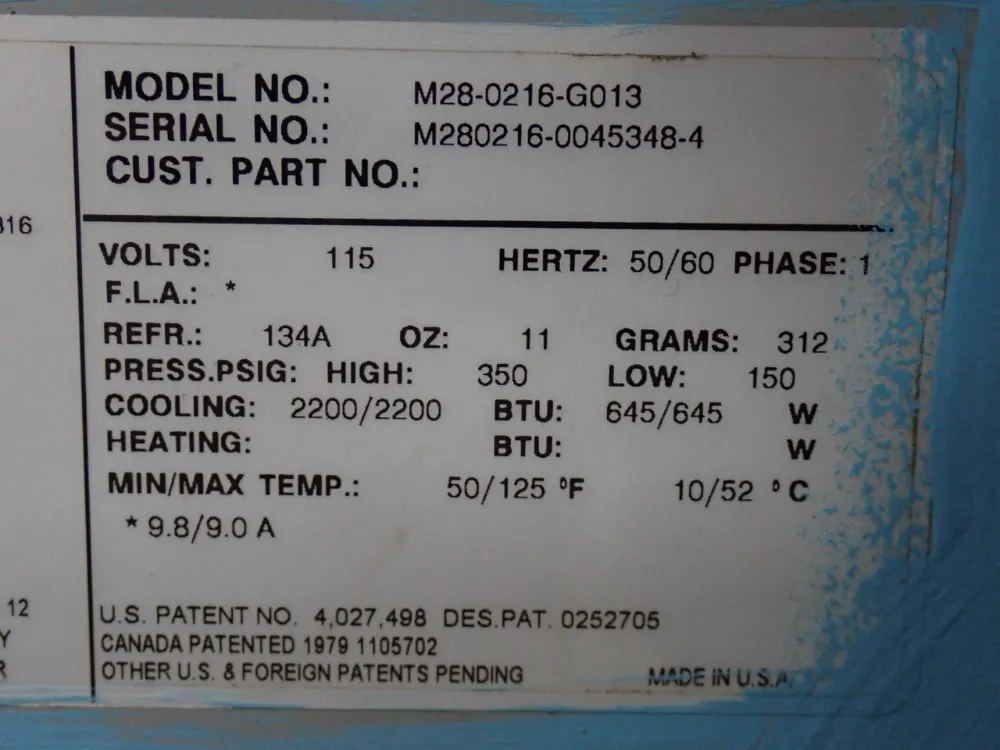 MODEL NO.: M28-0216-G013
SERIAL NO.: M280216-0045348-4
CUST. PART NO.:
316
VOLTS: 115 HERTZ: 50/60 PHASE: 1
F.L.A.: *
REFR.: 134A OZ: 11 GRAMS: 312
PRESS.PSIG: HIGH: 350 LOW: 150
COOLING: 2200/2200 BTU: 645/645 W
HEATING: BTU: W
MIN/MAX TEMP.: 50/125 °F 10/52 °C
* 9.8/9.0 A
12
Y
R
U.S. PATENT NO. 4,027,498 DES.PAT. 0252705
CANADA PATENTED 1979 1105702
OTHER U.S. & FOREIGN PATENTS PENDING MADE IN U.S.A.